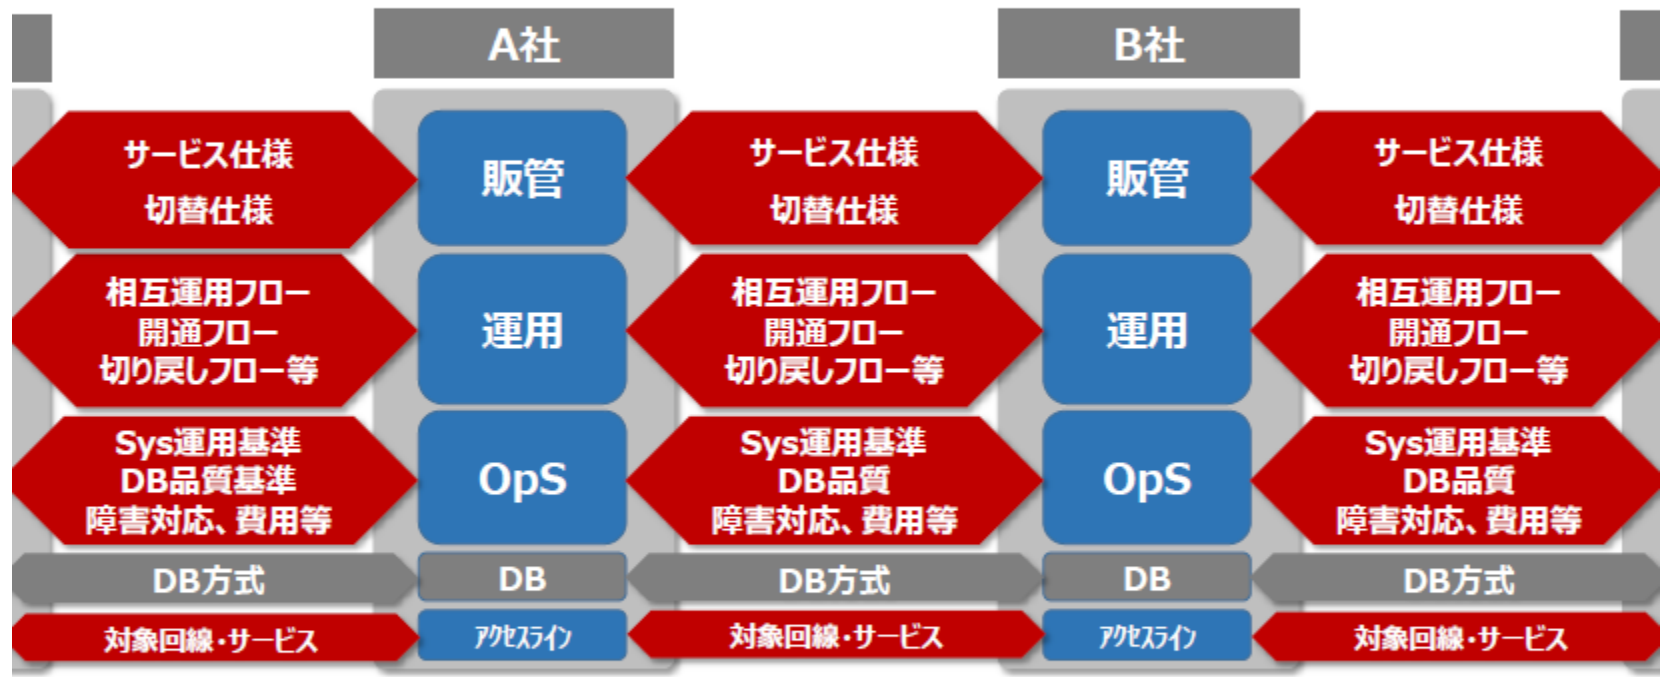 A社
B社
サービス仕様
切替仕様
販管
サービス仕様
切替仕様
販管
サービス仕様
切替仕様
相互運用フロー
開通フロー
切り戻しフロー等
運用
相互運用フロー
開通フロー
切り戻しフロー等
運用
相互運用フロー
開通フロー
切り戻しフロー等
Sys運用基準
DB品質基準
障害対応、費用等
OpS
Sys運用基準
DB品質
障害対応、費用等
OpS
Sys運用基準
DB品質
障害対応、費用等
DB方式
DB
DB方式
DB
DB方式
対象回線・サービス
アクセスライン
対象回線・サービス
アクセスライン
対象回線・サービス